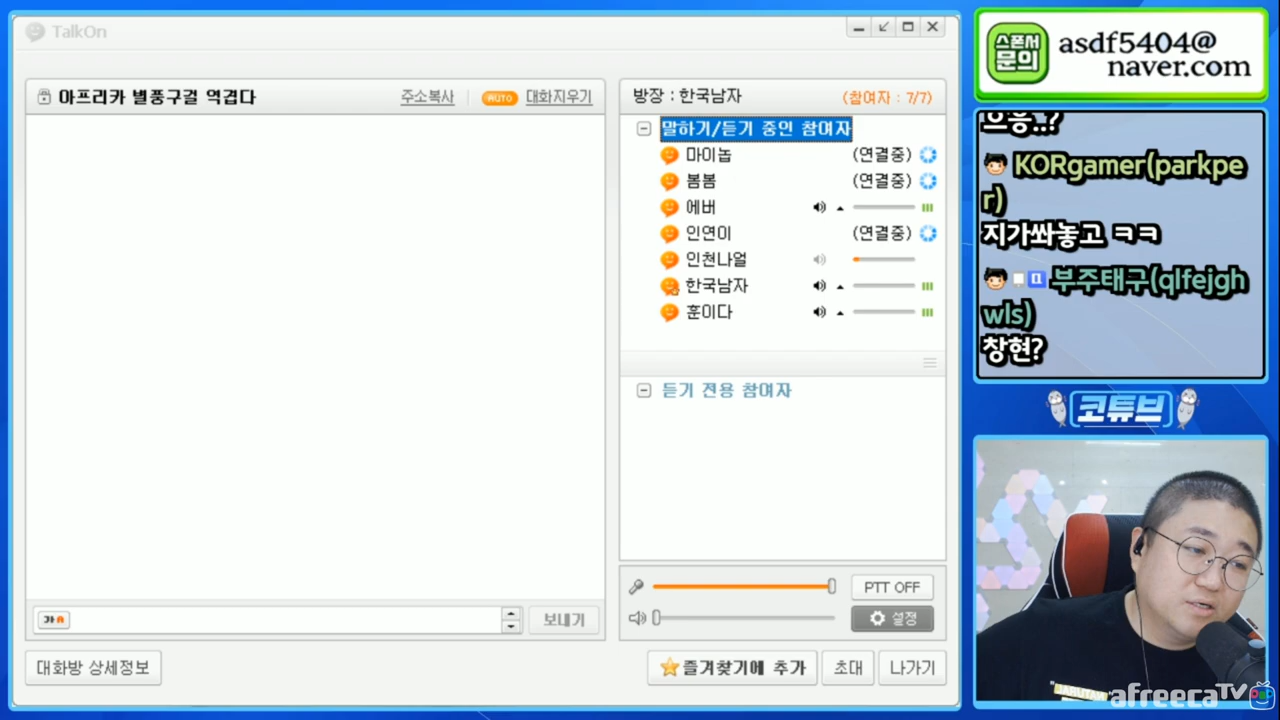 TalkOn
아프리카 별풍구걸 역겹다
주소복사
AUTO 대화지우기
방장 : 한국남자
(참여자 : 7/7)
말하기/듣기 중인 참여자
마이놉 (연결중)
봄봄 (연결중)
에버
인연이 (연결중)
인천나얼
한국남자
훈이다
듣기 전용 참여자
PTT OFF
설정
가A
보내기
대화방 상세정보
즐겨찾기에 추가
초대
나가기
스폰서
문의
asdf5404@
naver.com
으응..?
KORgamer(parkpe
r)
지가쏴놓고 ㅋㅋ
부주태구(qlfejgh
wls)
창현?
코튜브
afreecaTV